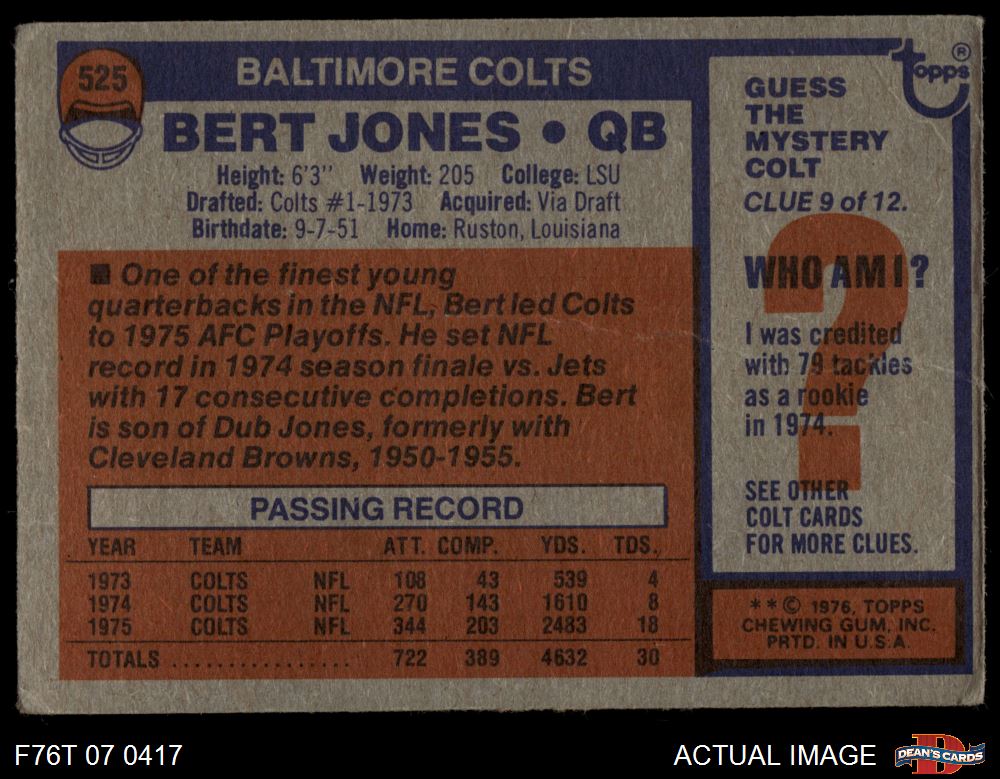 525
BALTIMORE COLTS
BERT JONES • QB
Height: 6'3" Weight: 205 College: LSU
Drafted: Colts #1-1973 Acquired: Via Draft
Birthdate: 9-7-51 Home: Ruston, Louisiana
■ One of the finest young
quarterbacks in the NFL, Bert led Colts
to 1975 AFC Playoffs. He set NFL
record in 1974 season finale vs. Jets
with 17 consecutive completions. Bert
is son of Dub Jones, formerly with
Cleveland Browns, 1950-1955.
PASSING RECORD
YEAR TEAM ATT. COMP. YDS. TDS.
1973 COLTS NFL 108 43 539 4
1974 COLTS NFL 270 143 1610 8
1975 COLTS NFL 344 203 2483 18
TOTALS .................. 722 389 4632 30
topps ®
GUESS
THE
MYSTERY
COLT
CLUE 9 of 12.
WHO AM I?
I was credited
with 79 tackles
as a rookie
in 1974.
SEE OTHER
COLT CARDS
FOR MORE CLUES.
* * © 1976, TOPPS
CHEWING GUM, INC.
PRTD. IN U.S.A.
F76T 07 0417
ACTUAL IMAGE
DEAN'S CARDS